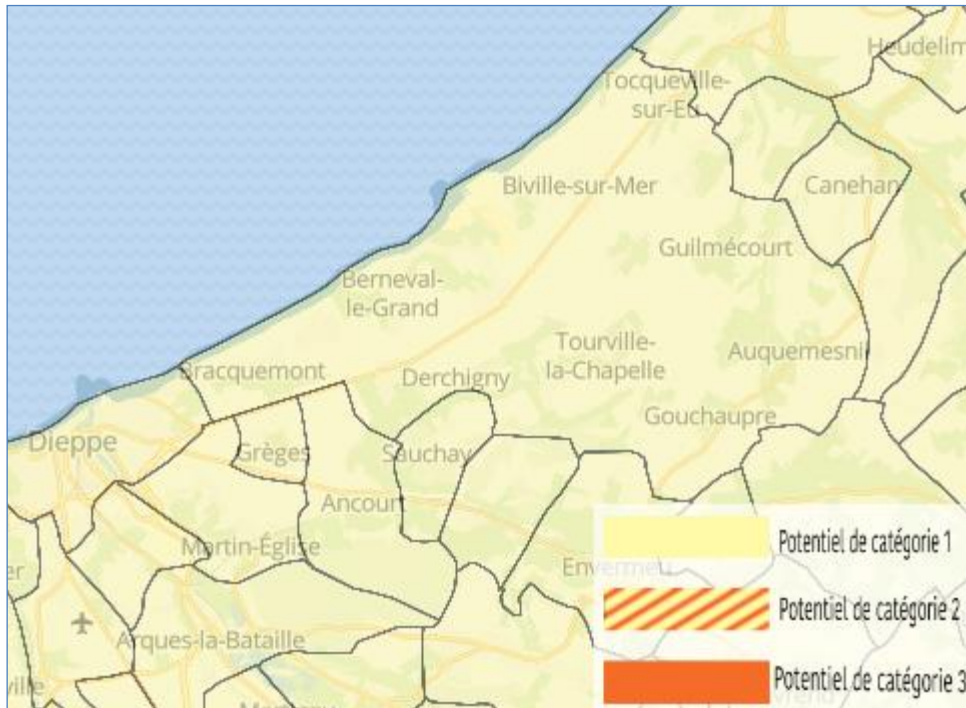 Heudelim
Tocqueville-
sur-Eu
Biville-sur-Mer
Canehan
Guilmécourt
Berneval-
le-Grand
Tourville-
la-Chapelle
Auquemesnil
Bracquemont
Derchigny
Gouchaupre
Dieppe
Grèges
Sauchay
Ancourt
Martin-Église
Envermeu
Arques-la-Bataille
er
ville
Potentiel de catégorie 1
Potentiel de catégorie 2
Potentiel de catégorie 3